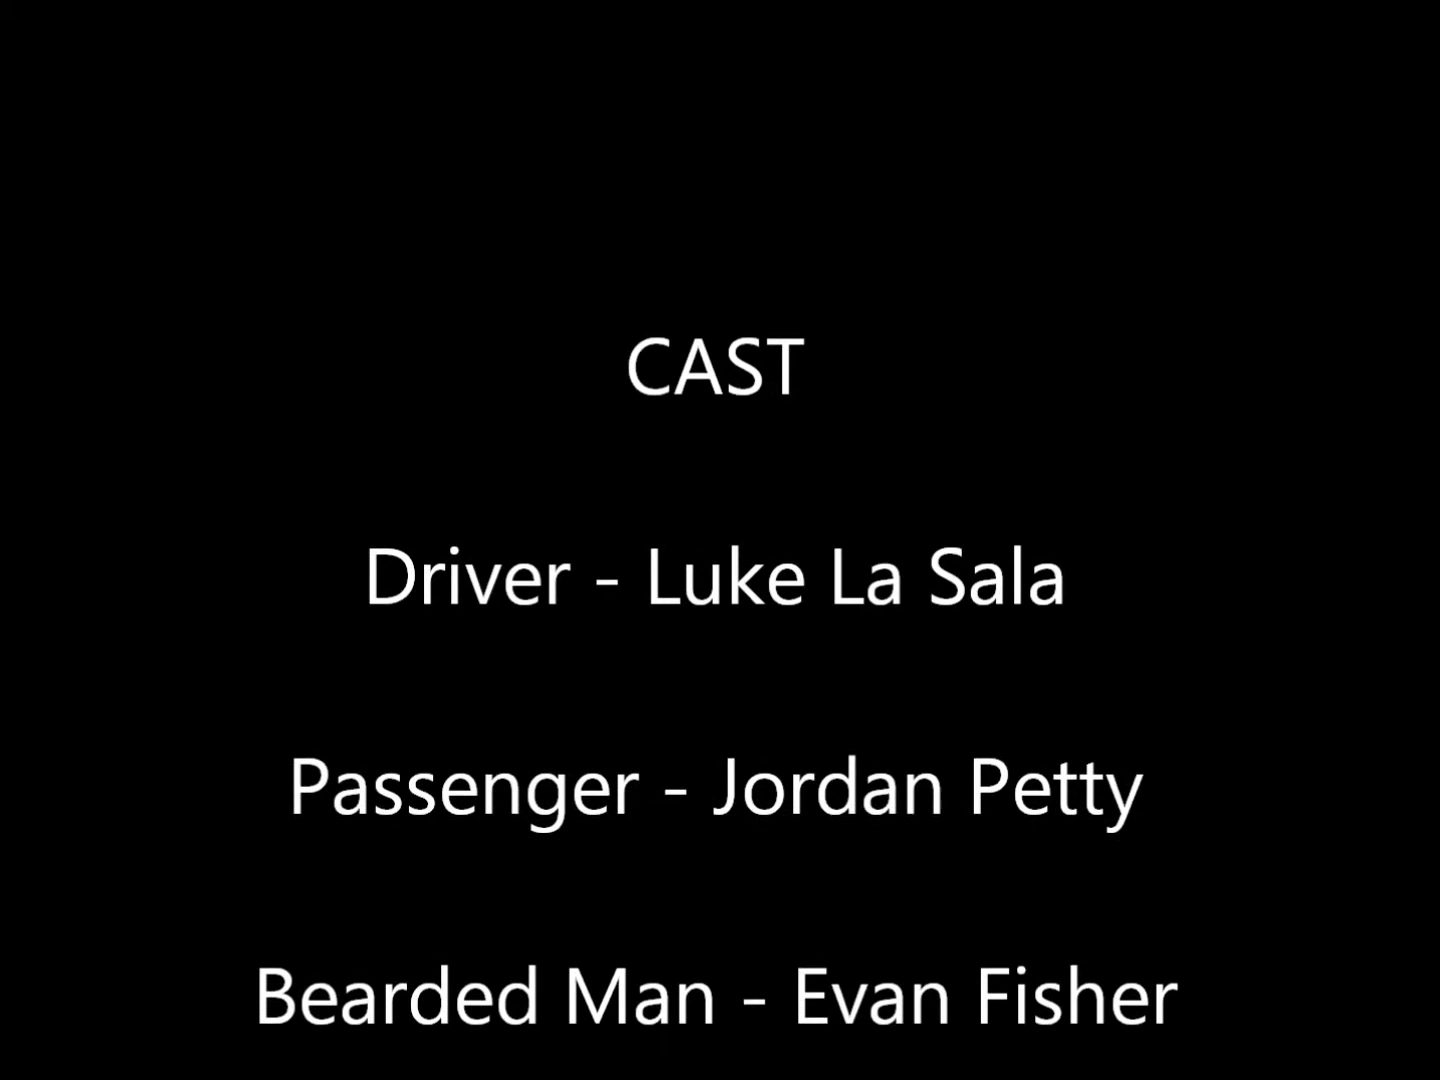 CAST
Driver - Luke La Sala
Passenger - Jordan Petty
Bearded Man - Evan Fisher